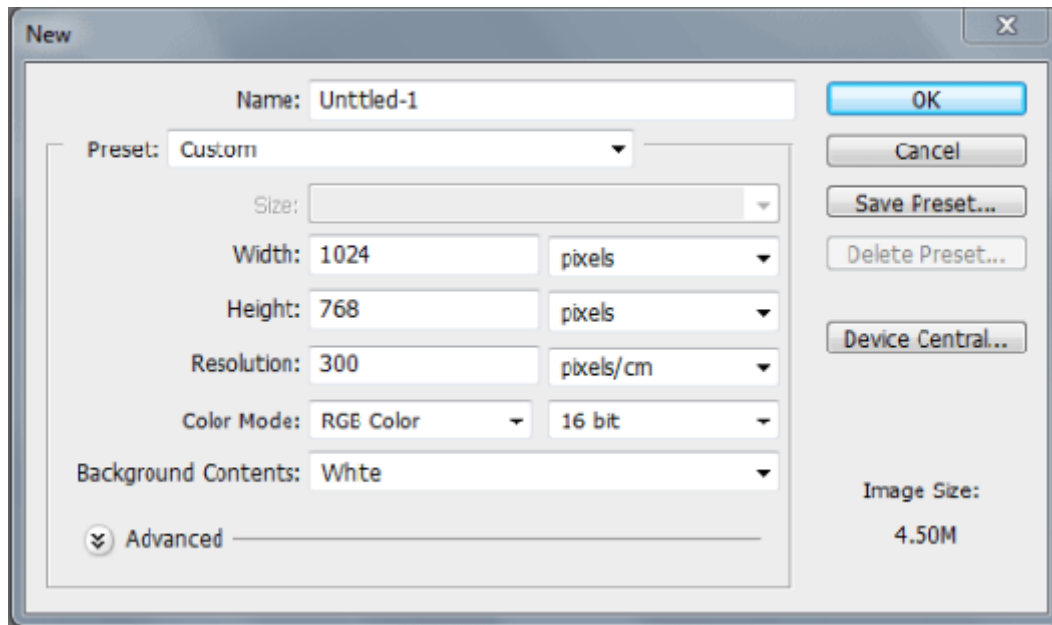 New
Name: Unttled-1
OK
Preset: Custom
Cancel
Size:
Save Preset...
Width: 1024 pixels
Delete Preset...
Height: 768 pixels
Device Central...
Resolution: 300 pixels/cm
Color Mode: RGB Color 16 bit
Background Contents: Whte
Image Size:
4.50M
Advanced